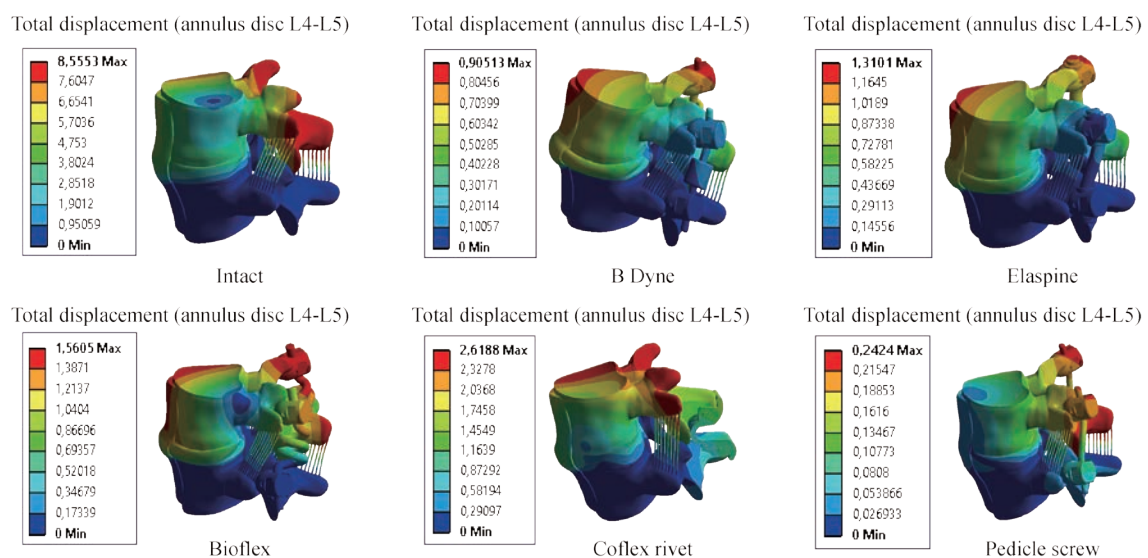 Total displacement (annulus disc L4-L5)
8,5553 Max
7,6047
6,6541
5,7036
4,753
3,8024
2,8518
1,9012
0,95059
0 Min
Intact
Total displacement (annulus disc L4-L5)
0,90513 Max
0,80456
0,70399
0,60342
0,50285
0,40228
0,30171
0,20114
0,10057
0 Min
B Dyne
Total displacement (annulus disc L4-L5)
1,3101 Max
1,1645
1,0189
0,87338
0,72781
0,58225
0,43669
0,29113
0,14556
0 Min
Elaspine
Total displacement (annulus disc L4-L5)
1,5605 Max
1,3871
1,2137
1,0404
0,86696
0,69357
0,52018
0,34679
0,17339
0 Min
Bioflex
Total displacement (annulus disc L4-L5)
2,6188 Max
2,3278
2,0368
1,7458
1,4549
1,1639
0,87292
0,58194
0,29097
0 Min
Coflex rivet
Total displacement (annulus disc L4-L5)
0,2424 Max
0,21547
0,18853
0,1616
0,13467
0,10773
0,0808
0,053866
0,026933
0 Min
Pedicle screw